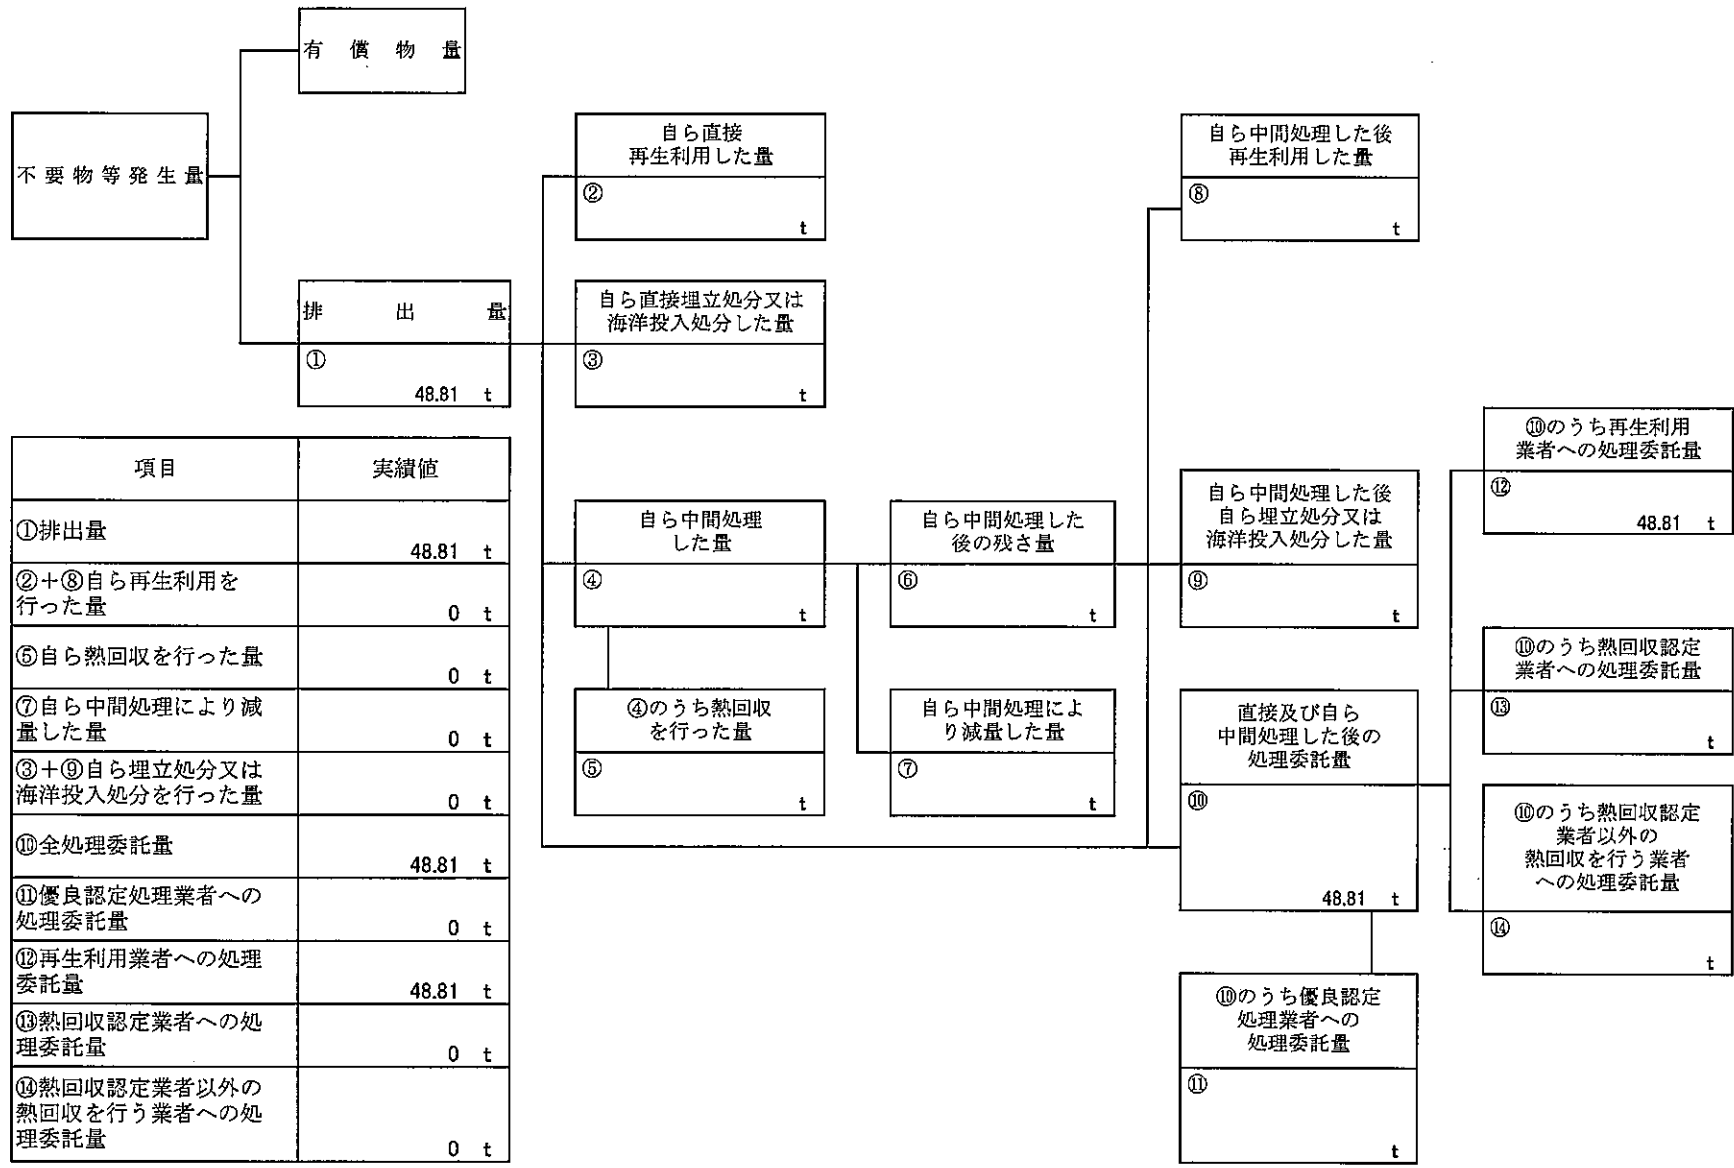 有償物量
不要物等発生量
排出量
①
48.81 t
自ら直接
再生利用した量
②
t
自ら直接埋立処分又は
海洋投入処分した量
③
t
自ら中間処理
した量
④
t
④のうち熱回収
を行った量
⑤
t
自ら中間処理した
後の残さ量
⑥
t
自ら中間処理によ
り減量した量
⑦
t
自ら中間処理した後
再生利用した量
⑧
t
自ら中間処理した後
自ら埋立処分又は
海洋投入処分した量
⑨
t
直接及び自ら
中間処理した後の
処理委託量
⑩
48.81 t
⑩のうち優良認定
処理業者への
処理委託量
⑪
t
⑩のうち再生利用
業者への処理委託量
⑫
48.81 t
⑩のうち熱回収認定
業者への処理委託量
⑬
t
⑩のうち熱回収認定
業者以外の
熱回収を行う業者
への処理委託量
⑭
t
項目 実績値
①排出量
48.81 t
②+⑧自ら再生利用を
行った量
0 t
⑤自ら熱回収を行った量
0 t
⑦自ら中間処理により減
量した量
0 t
③+⑨自ら埋立処分又は
海洋投入処分を行った量
0 t
⑩全処理委託量
48.81 t
⑪優良認定処理業者への
処理委託量
0 t
⑫再生利用業者への処理
委託量
48.81 t
⑬熱回収認定業者への処
理委託量
0 t
⑭熱回収認定業者以外の
熱回収を行う業者への処
理委託量
0 t